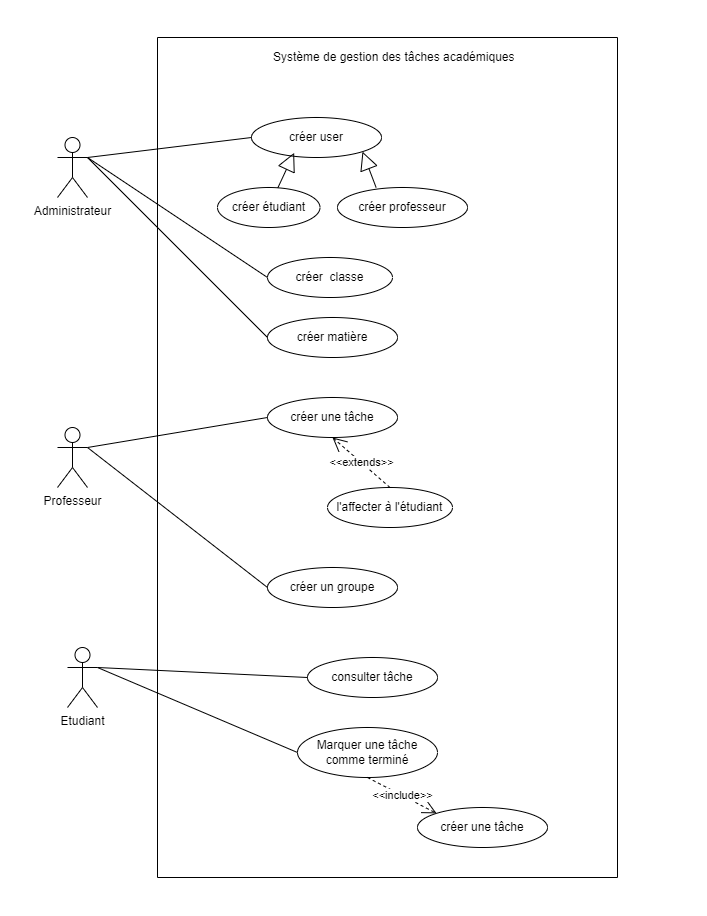 Système de gestion des tâches académiques
créer user
Administrateur
créer étudiant
créer professeur
créer  classe
créer matière
créer une tâche
<<extends>>
Professeur
l'affecter à l'étudiant
créer un groupe
consulter tâche
Etudiant
Marquer une tâche
comme terminé
<<include>>
créer une tâche